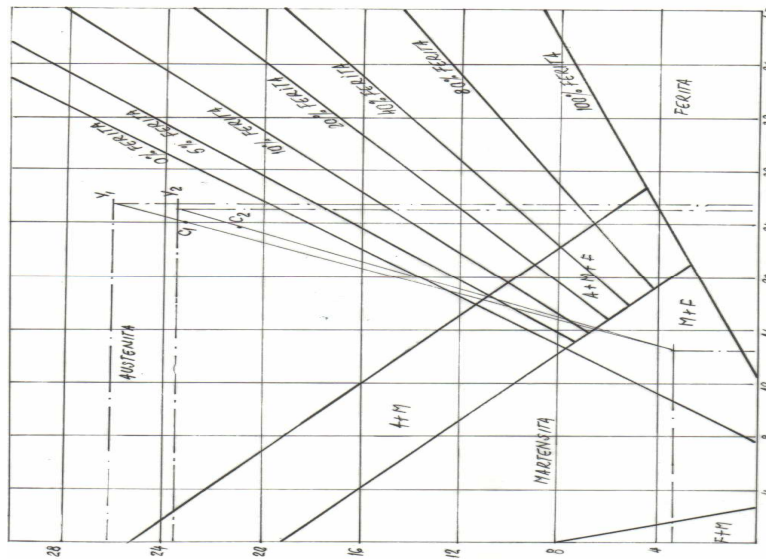 28
24
20
16
12
8
4
0% FERITA
5% FERITA
10% FERITA
20% FERITA
40% FERITA
80% FERITA
100% FERITA
FERITA
Y1
Y2
C1
C2
AUSTENITA
A+M
A+M+F
M+F
MARTENSITA
F+M